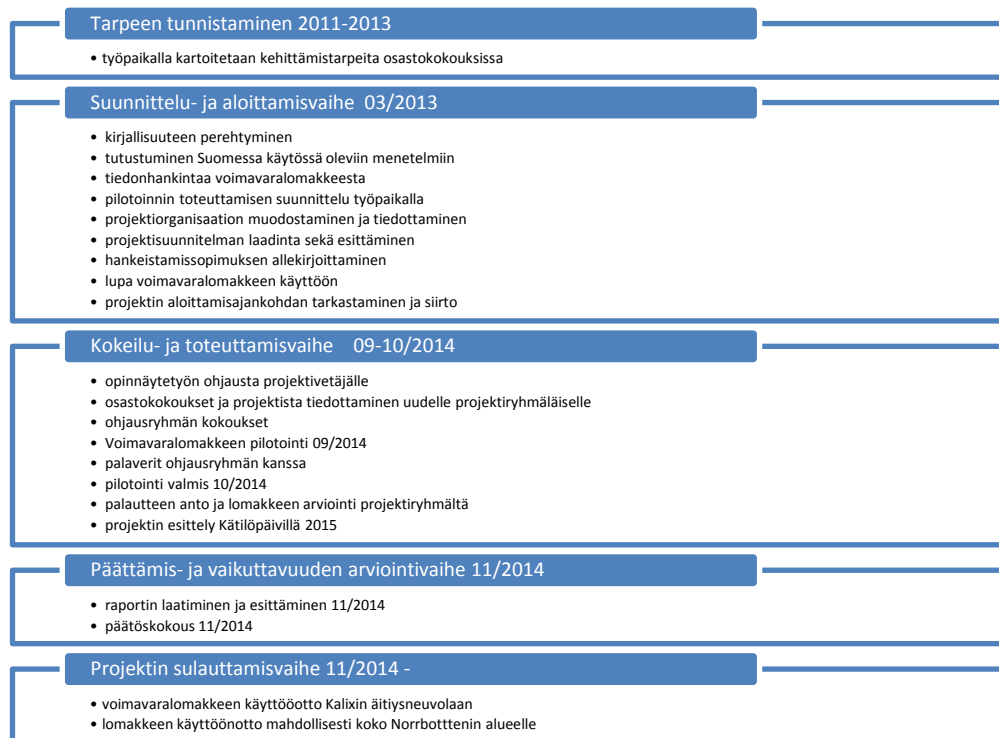 Tarpeen tunnistaminen 2011-2013
• työpaikalla kartoitetaan kehittämistarpeita osastokokouksissa
Suunnittelu- ja aloittamisvaihe 03/2013
• kirjallisuuteen perehtyminen
• tutustuminen Suomessa käytössä oleviin menetelmiin
• tiedonhankintaa voimavaralomakkeesta
• pilotoinnin toteuttamisen suunnittelu työpaikalla
• projektiorganisaation muodostaminen ja tiedottaminen
• projektisuunnitelman laadinta sekä esittäminen
• hankeistamissopimuksen allekirjoittaminen
• lupa voimavaralomakkeen käyttöön
• projektin aloittamisajankohdan tarkastaminen ja siirto
Kokeilu- ja toteuttamisvaihe 09-10/2014
• opinnäytetyön ohjausta projektivetäjälle
• osastokokoukset ja projektista tiedottaminen uudelle projektiryhmäläiselle
• ohjausryhmän kokoukset
• Voimavaralomakkeen pilotointi 09/2014
• palaverit ohjausryhmän kanssa
• pilotointi valmis 10/2014
• palautteen anto ja lomakkeen arviointi projektiryhmältä
• projektin esittely Kätilöpäivillä 2015
Päättämis- ja vaikuttavuuden arviointivaihe 11/2014
• raportin laatiminen ja esittäminen 11/2014
• päätöskokous 11/2014
Projektin sulauttamisvaihe 11/2014 -
• voimavaralomakkeen käyttööotto Kalixin äitiysneuvolaan
• lomakkeen käyttöönotto mahdollisesti koko Norrbotttenin alueelle